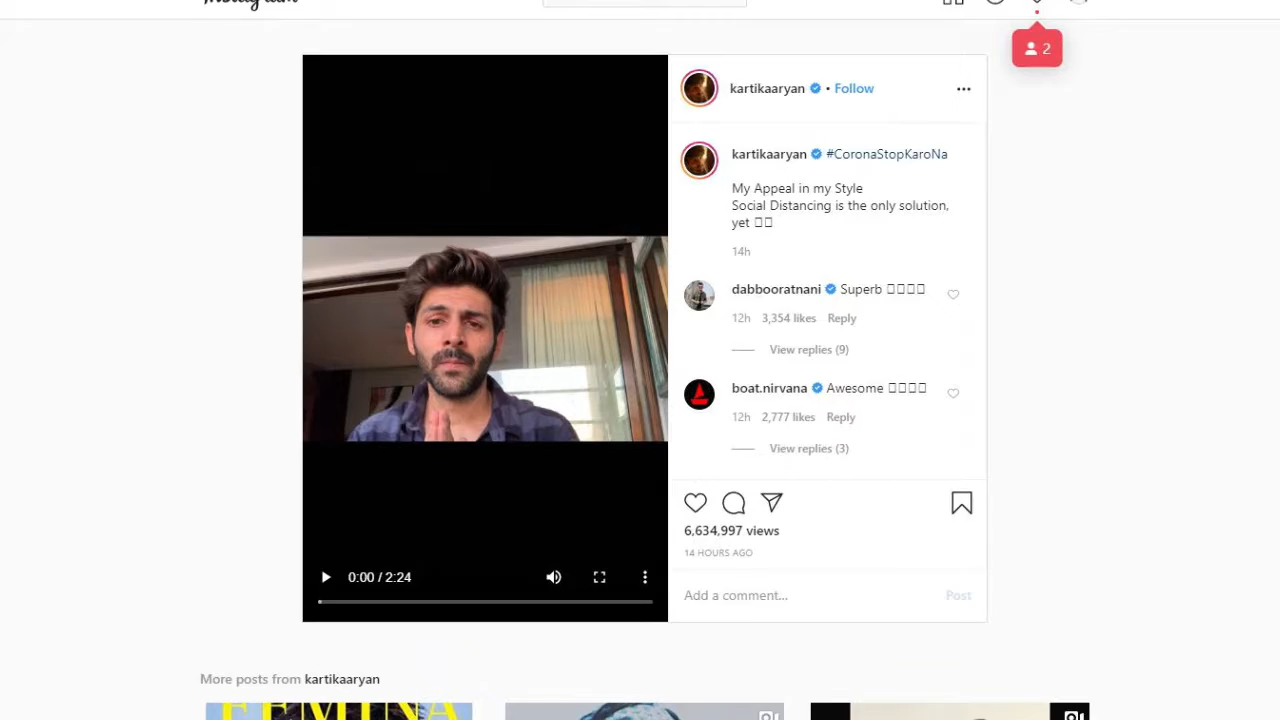 Instagram
2
kartikaaryan • Follow
kartikaaryan #CoronaStopKaroNa
My Appeal in my Style
Social Distancing is the only solution,
yet
14h
dabbooratnani Superb
12h 3,354 likes Reply
View replies (9)
boat.nirvana Awesome
12h 2,777 likes Reply
View replies (3)
6,634,997 views
14 HOURS AGO
0:00 / 2:24
Add a comment... Post
More posts from kartikaaryan
FEMINA